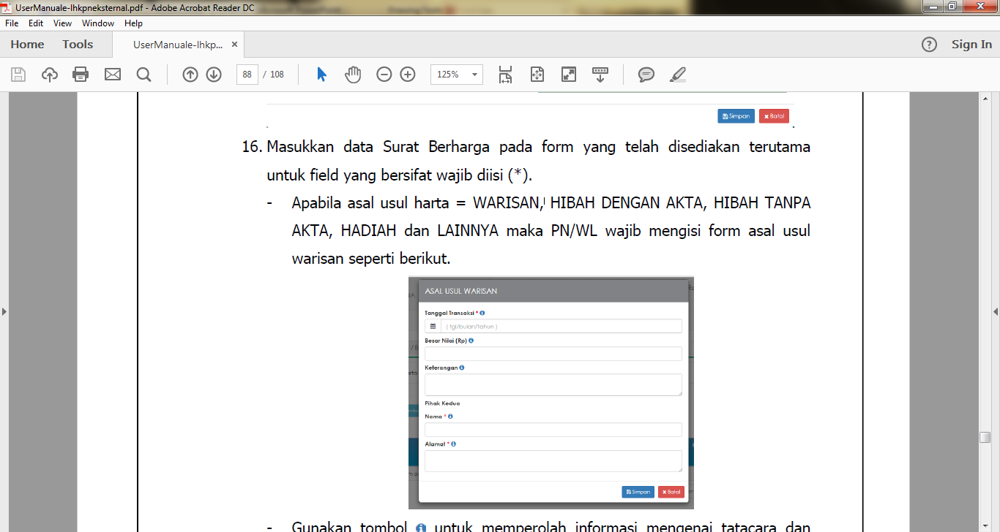 UserManuale-lhkpneksternal.pdf - Adobe Acrobat Reader DC
File Edit View Window Help
Home Tools UserManuale-lhkp... × ? Sign In
88 / 108 125%
Simpan Batal
16. Masukkan data Surat Berharga pada form yang telah disediakan terutama
untuk field yang bersifat wajib diisi (*).
- Apabila asal usul harta = WARISAN, HIBAH DENGAN AKTA, HIBAH TANPA
AKTA, HADIAH dan LAINNYA maka PN/WL wajib mengisi form asal usul
warisan seperti berikut.
ASAL USUL WARISAN
Tanggal Transaksi *
( tgl/bulan/tahun )
Besar Nilai (Rp)
Keterangan
Pihak Kedua
Nama *
Alamat *
Simpan Batal
- Gunakan tombol untuk memperolah informasi mengenai tatacara dan